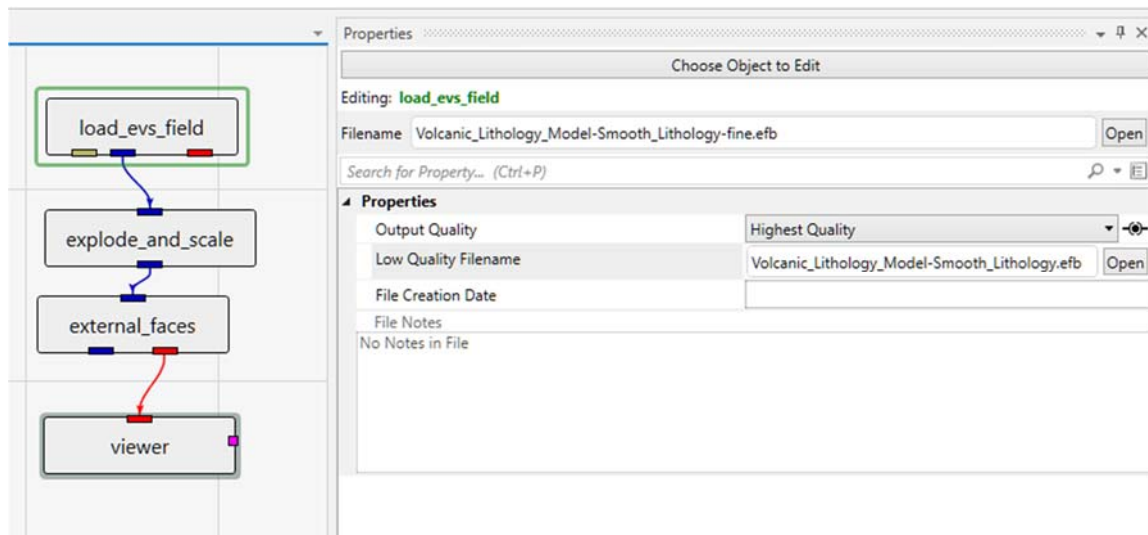 load_evs_field
explode_and_scale
external_faces
viewer
Properties
Choose Object to Edit
Editing: load_evs_field
Filename Volcanic_Lithology_Model-Smooth_Lithology-fine.efb Open
Search for Property... (Ctrl+P)
Properties
Output Quality Highest Quality
Low Quality Filename Volcanic_Lithology_Model-Smooth_Lithology.efb Open
File Creation Date
File Notes
No Notes in File